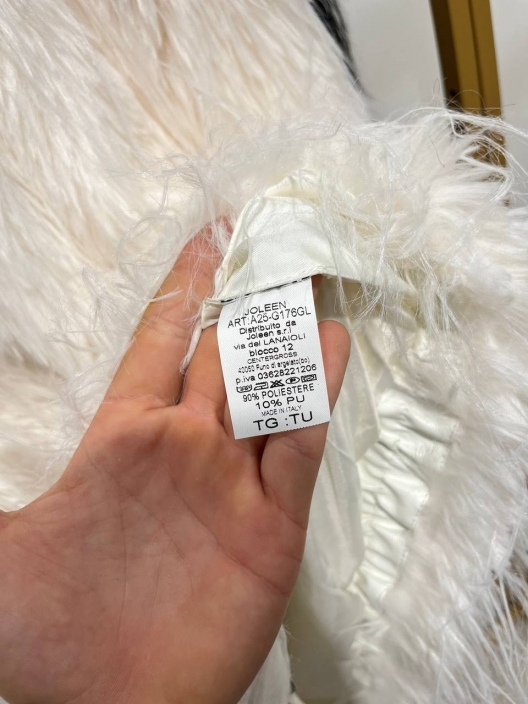 JOLEEN
ART:A25-G176GL
Distribuito da
Joleen s.r.l
via dei LANAIOLI
blocco 12
CENTERGROSS
40050 Funo di argelato(bo)
p.iva 03628221206
90% POLIESTERE
10% PU
MADE IN ITALY
TG :TU